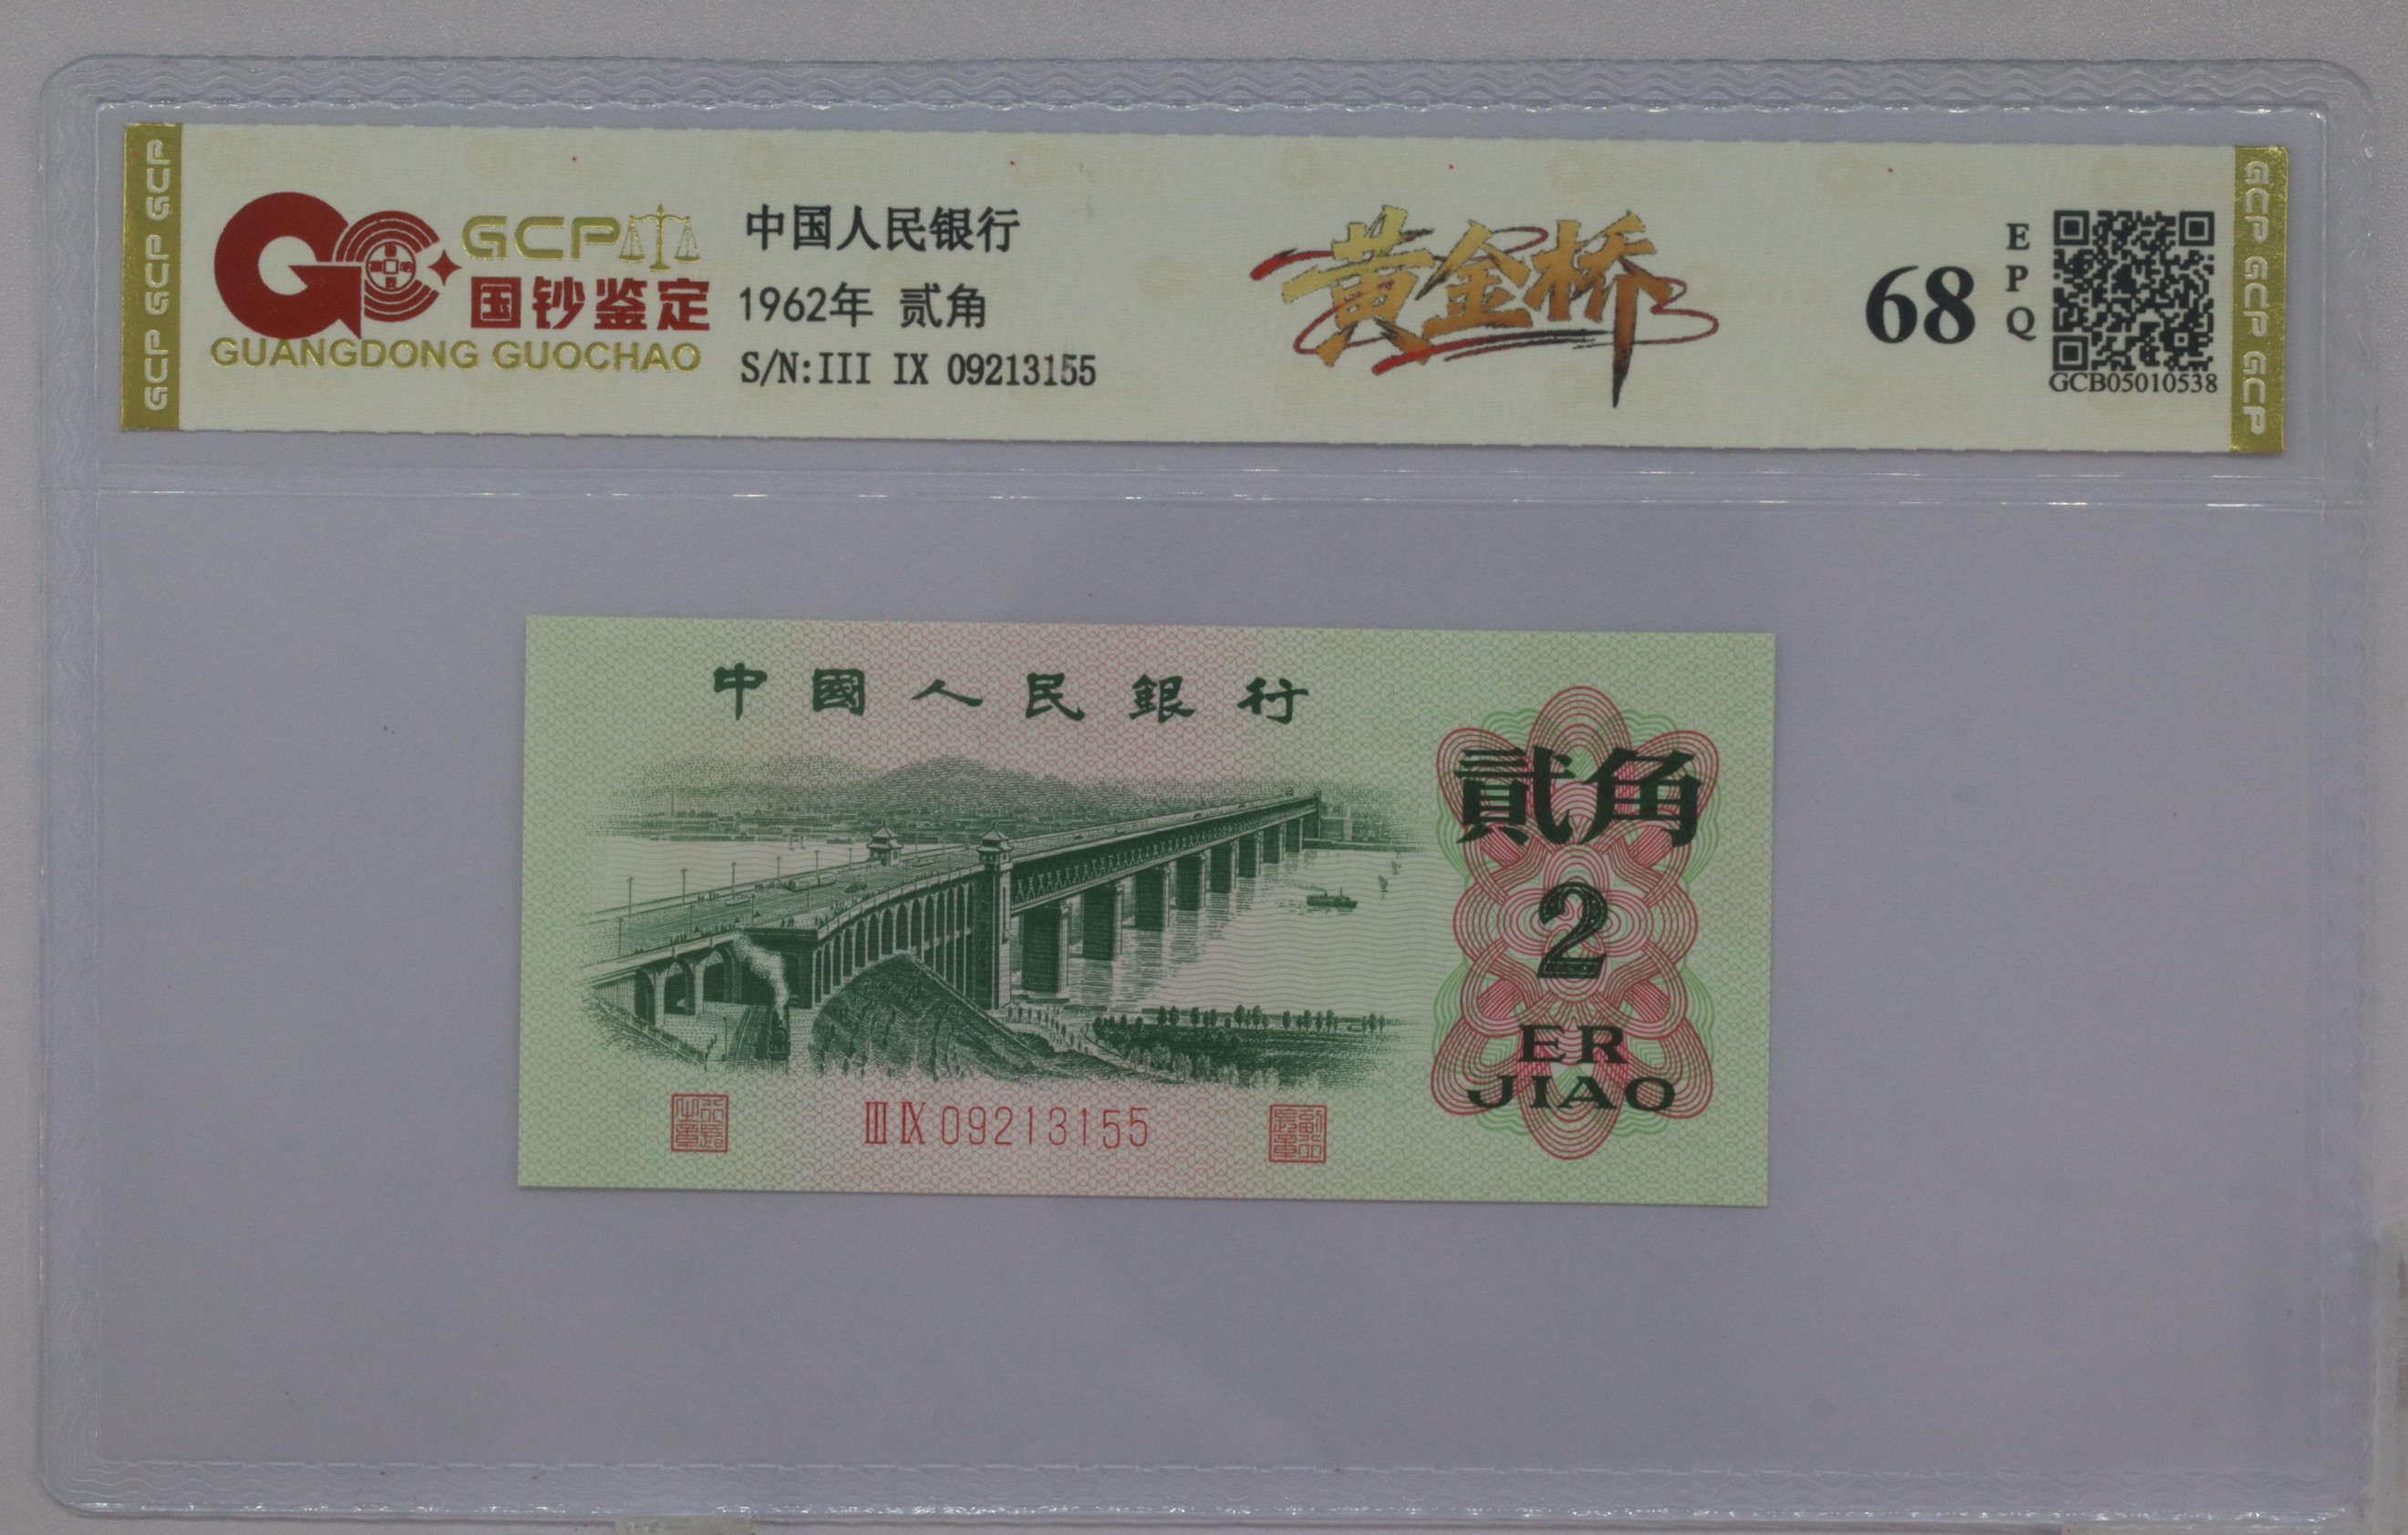 GCP GCP GCP
GCP
国钞鉴定
GUANGDONG GUOCHAO
中国人民银行
1962年 贰角
S/N:III IX 09213155
黄金桥
68
EPQ
GCB05010538
GCP GCP GCP
中國人民銀行
貳角
2
ER
JIAO
III IX 09213155